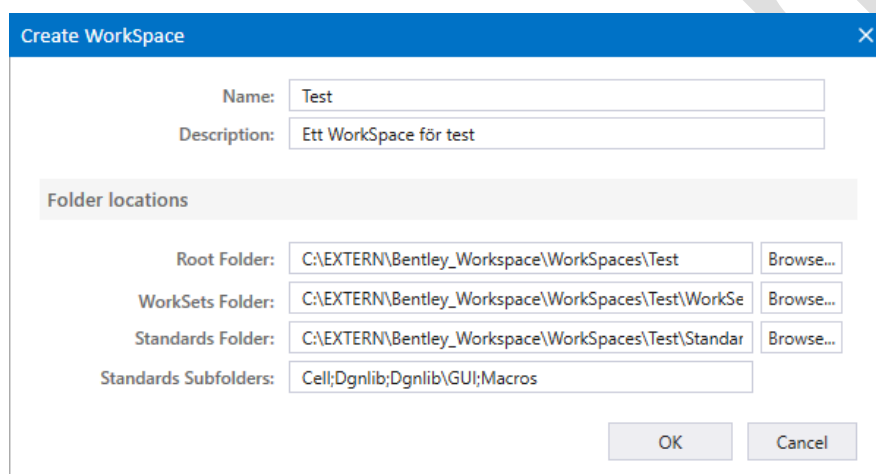 Create WorkSpace
Name: Test
Description: Ett WorkSpace för test
Folder locations
Root Folder: C:\EXTERN\Bentley_Workspace\WorkSpaces\Test Browse...
WorkSets Folder: C:\EXTERN\Bentley_Workspace\WorkSpaces\Test\WorkSe Browse...
Standards Folder: C:\EXTERN\Bentley_Workspace\WorkSpaces\Test\Standar Browse...
Standards Subfolders: Cell;Dgnlib;Dgnlib\GUI;Macros
OK Cancel